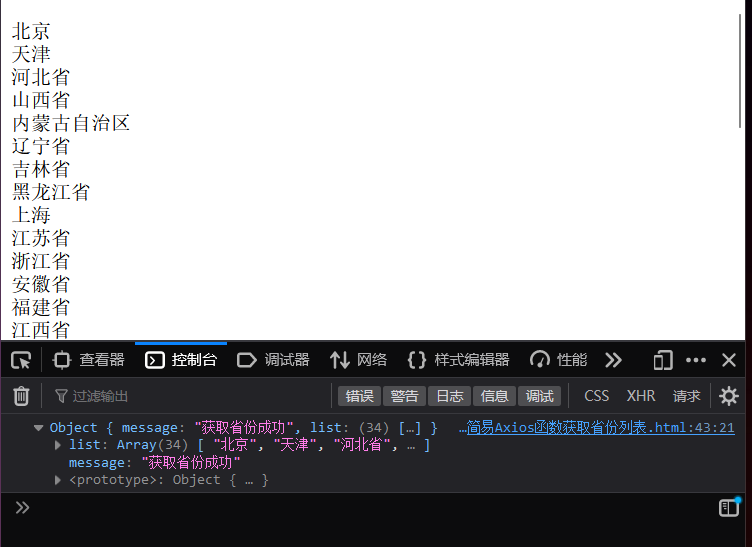 北京
天津
河北省
山西省
内蒙古自治区
辽宁省
吉林省
黑龙江省
上海
江苏省
浙江省
安徽省
福建省
江西省
查看器 控制台 调试器 网络 样式编辑器 性能
过滤输出 错误 警告 日志 信息 调试 CSS XHR 请求
Object { message: "获取省份成功", list: (34) […] } …简易Axios函数获取省份列表.html:43:21
list: Array(34) [ "北京", "天津", "河北省", … ]
message: "获取省份成功"
<prototype>: Object { … }